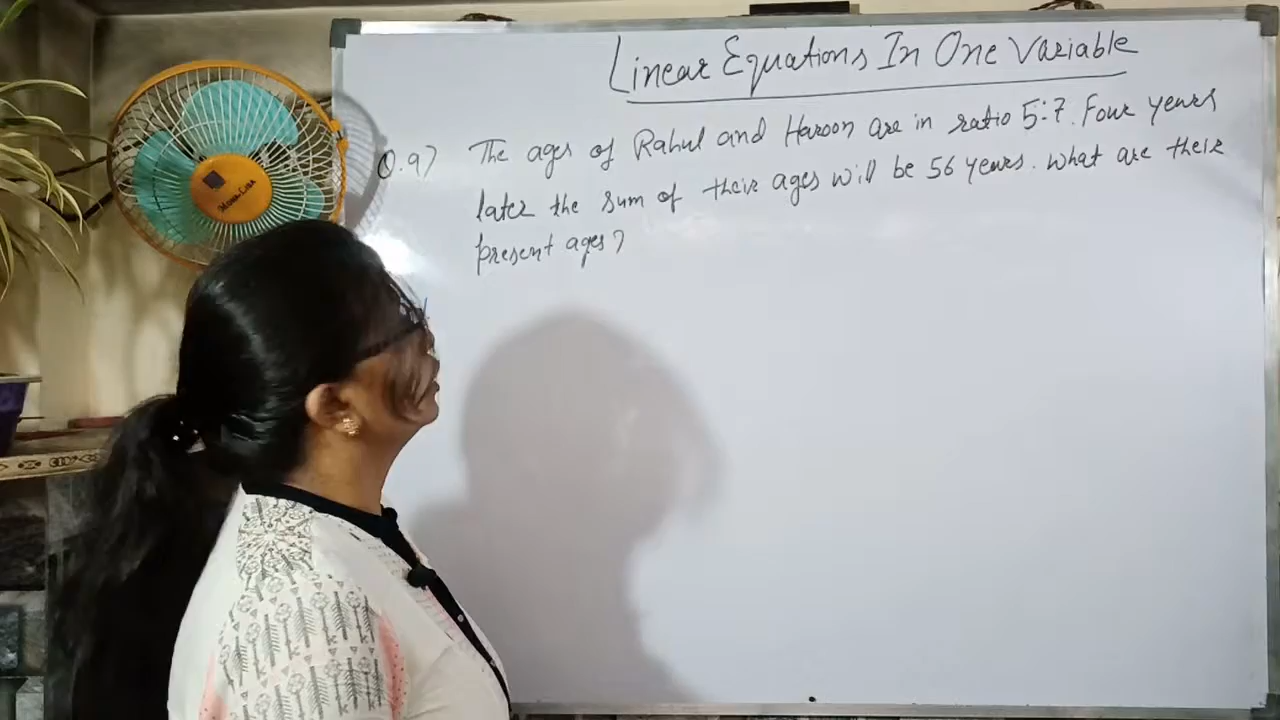 Linear Equations In One Variable
Q.9) The ages of Rahul and Haroon are in ratio 5:7. Four years
later the sum of their ages will be 56 years. What are their
present ages?